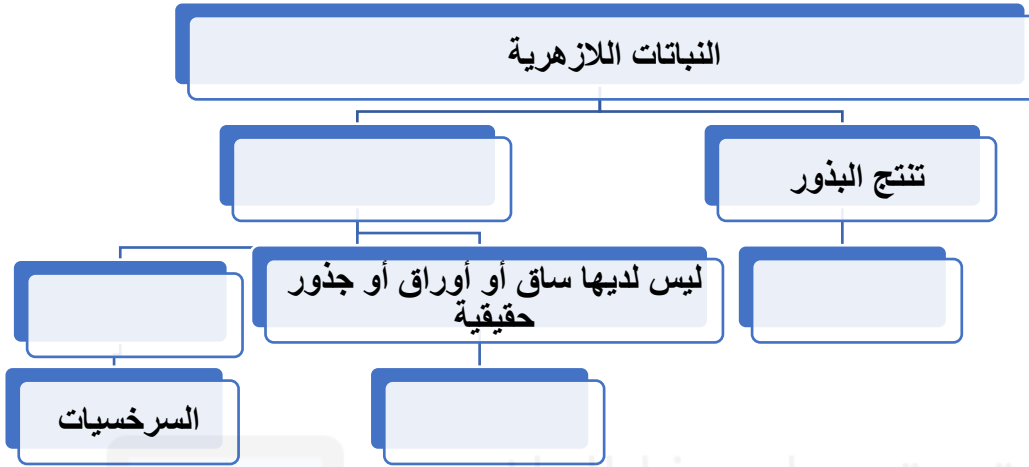 النباتات اللازهرية
تنتج البذور
ليس لديها ساق أو أوراق أو جذور
حقيقية
السرخسيات